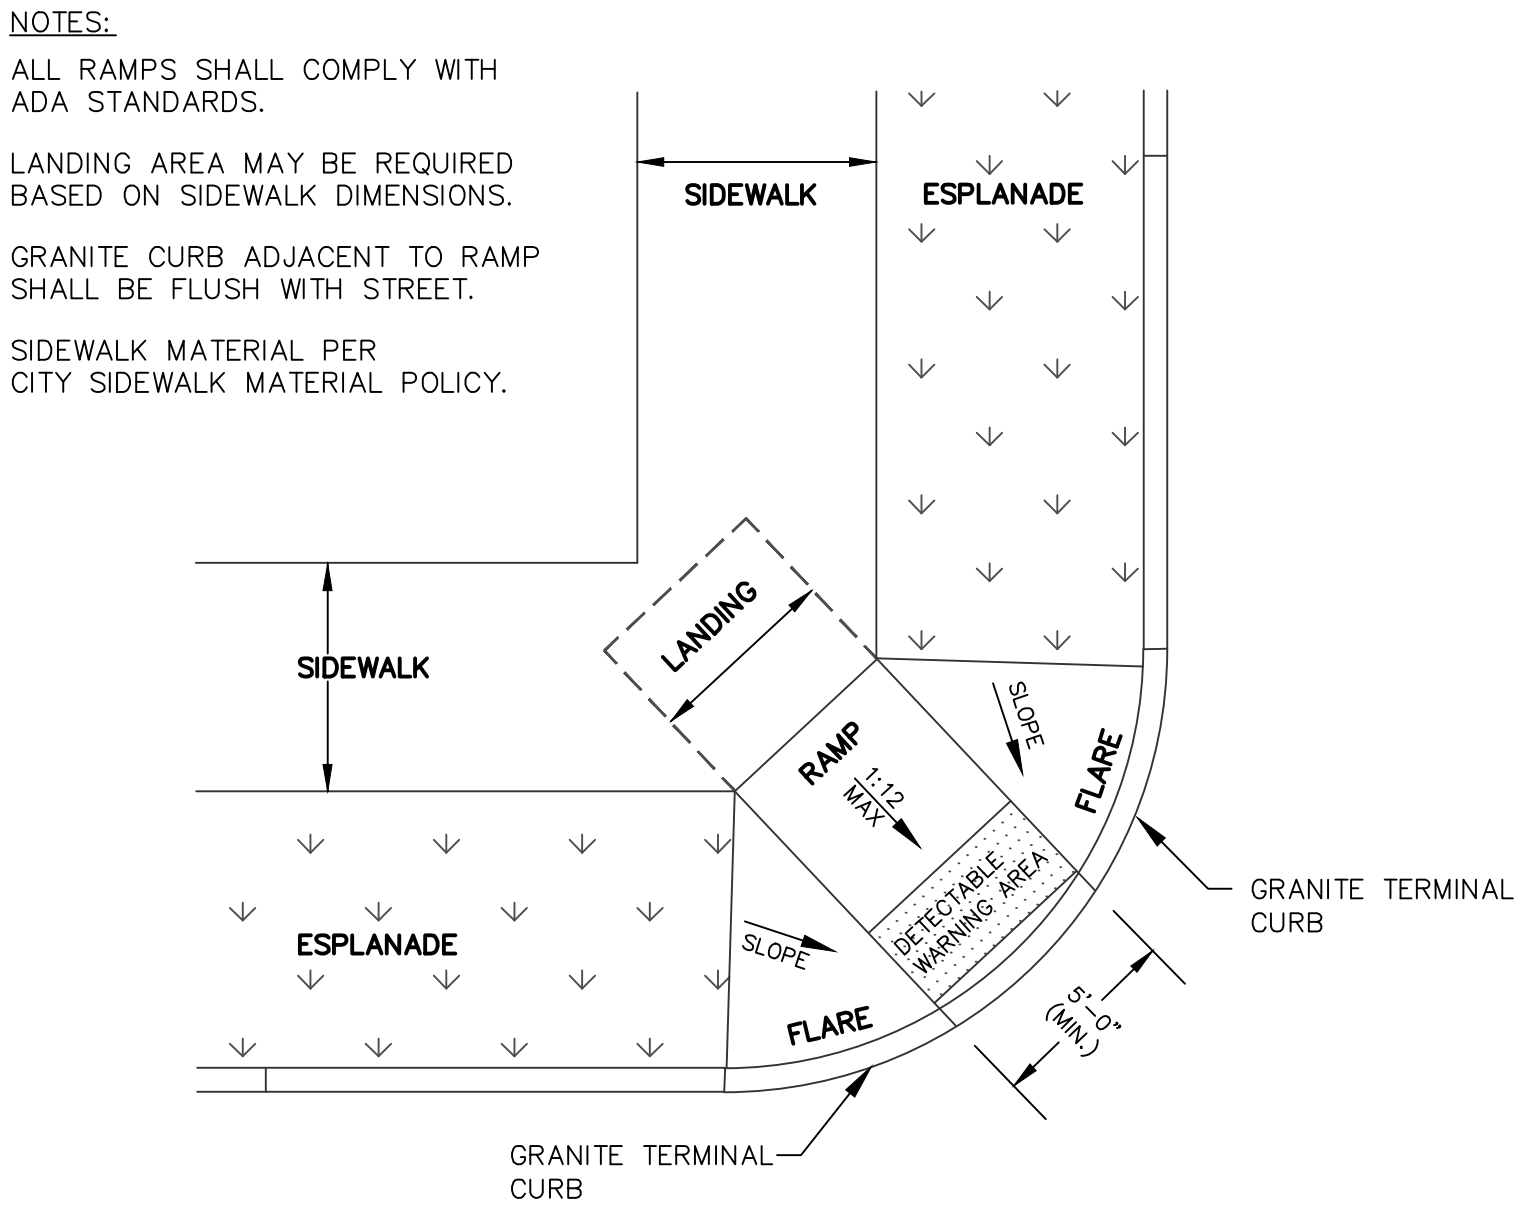 NOTES:
ALL RAMPS SHALL COMPLY WITH
ADA STANDARDS.
LANDING AREA MAY BE REQUIRED
BASED ON SIDEWALK DIMENSIONS.
GRANITE CURB ADJACENT TO RAMP
SHALL BE FLUSH WITH STREET.
SIDEWALK MATERIAL PER
CITY SIDEWALK MATERIAL POLICY.
SIDEWALK
ESPLANADE
LANDING
SIDEWALK
RAMP
1:12
MAX
SLOPE
FLARE
DETECTABLE
WARNING AREA
GRANITE TERMINAL
CURB
ESPLANADE
SLOPE
FLARE
5'-0"
(MIN.)
GRANITE TERMINAL
CURB